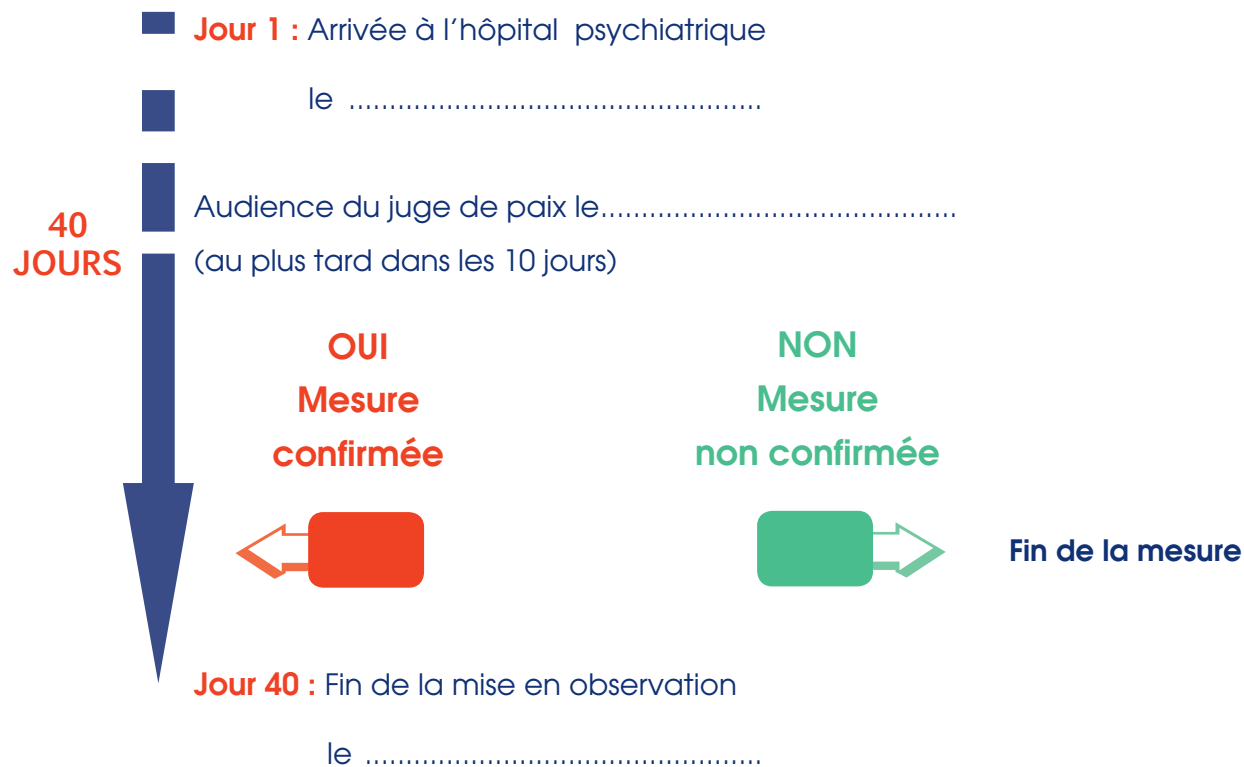 Jour 1 : Arrivée à l’hôpital psychiatrique
le ...................................................
Audience du juge de paix le............................................
(au plus tard dans les 10 jours)
40
JOURS
OUI
Mesure
confirmée
NON
Mesure
non confirmée
Fin de la mesure
Jour 40 : Fin de la mise en observation
le .................................................